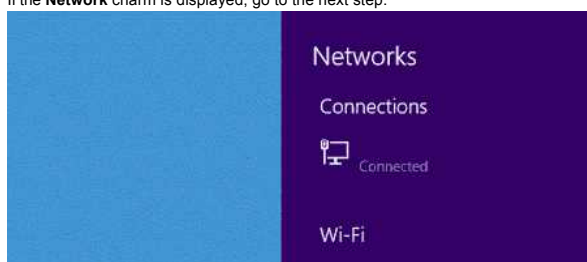 If the Network charm is displayed, go to the next step.
Networks
Connections
Connected
Wi-Fi